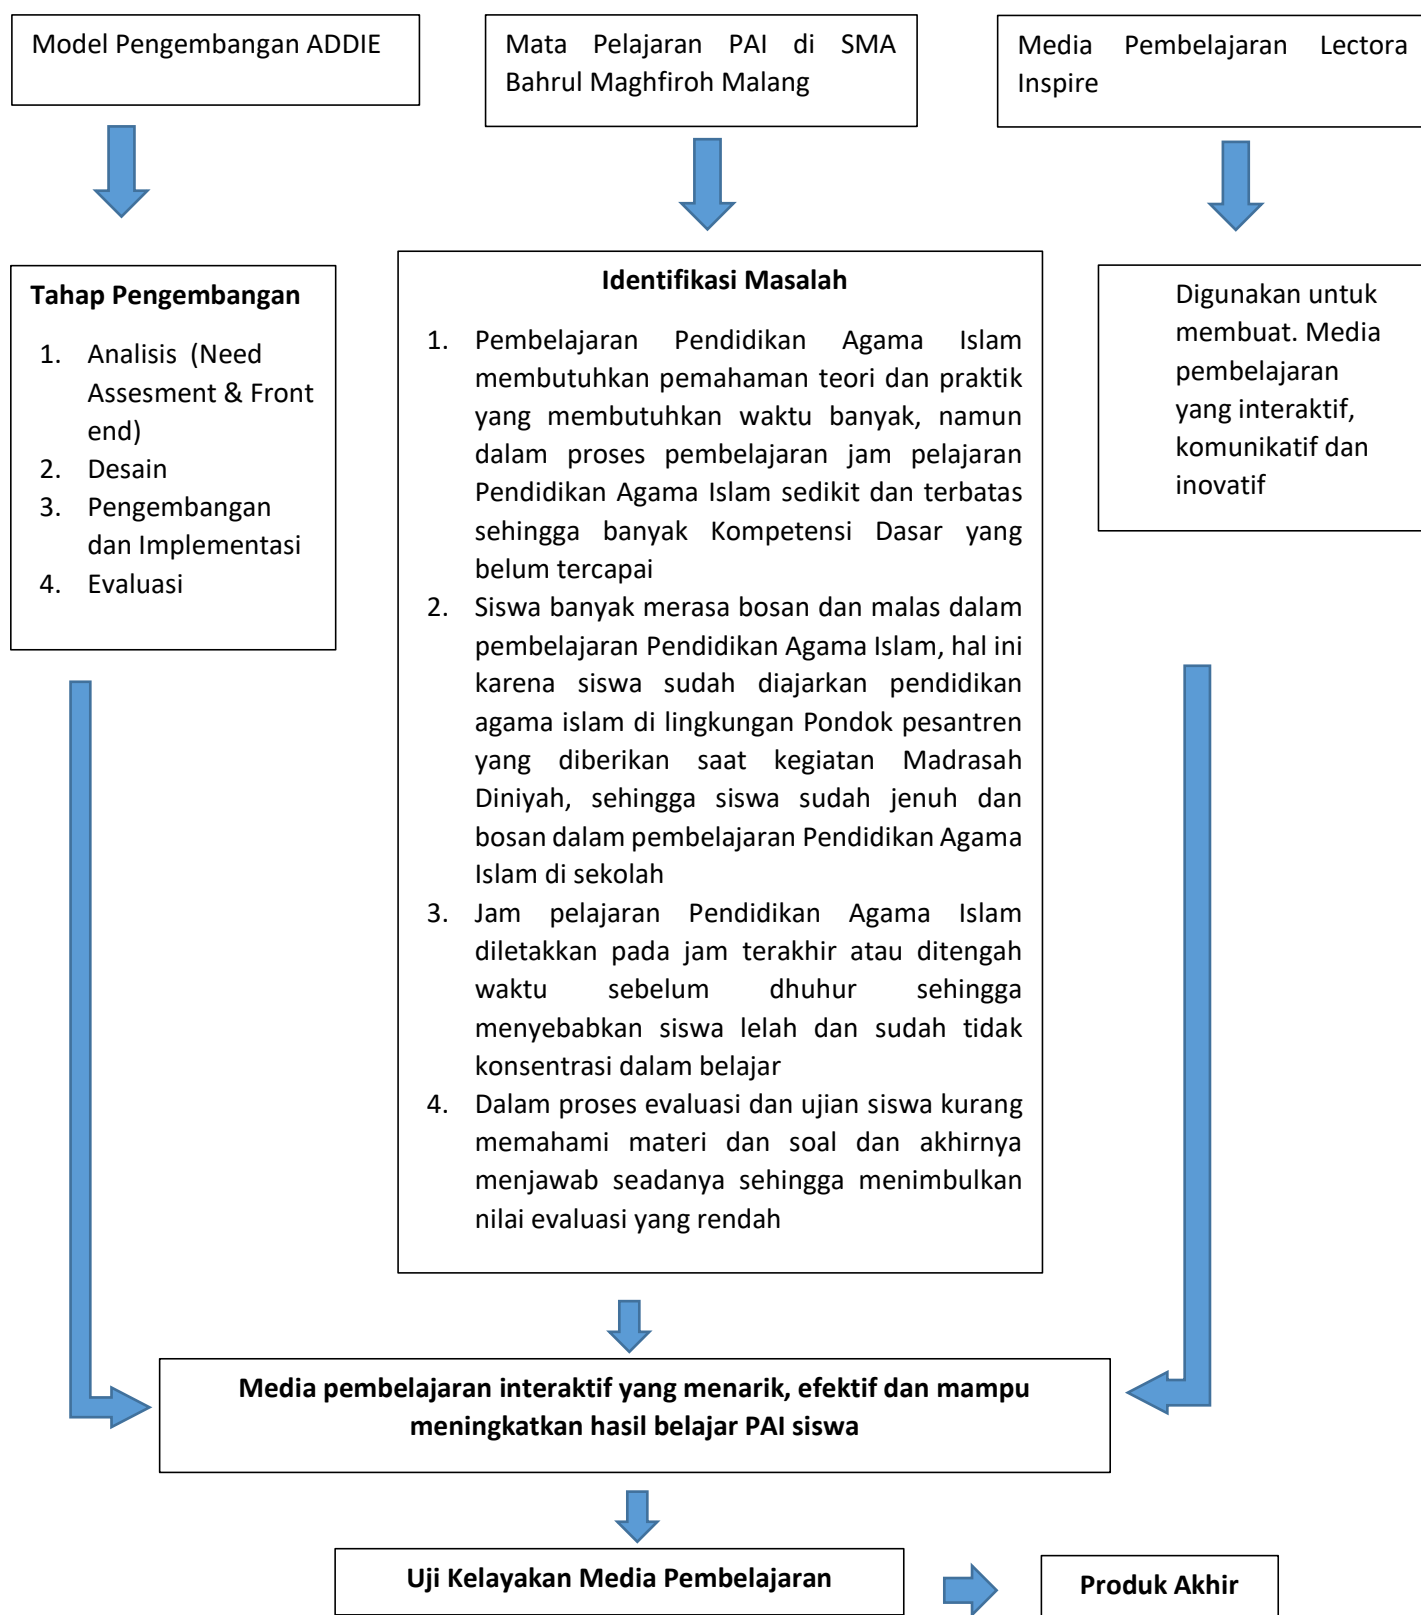 Model Pengembangan ADDIE
Mata Pelajaran PAI di SMA
Bahrul Maghfiroh Malang
Media Pembelajaran Lectora
Inspire
Tahap Pengembangan
1. Analisis (Need
Assesment & Front
end)
2. Desain
3. Pengembangan
dan Implementasi
4. Evaluasi
Identifikasi Masalah
1. Pembelajaran Pendidikan Agama Islam
membutuhkan pemahaman teori dan praktik
yang membutuhkan waktu banyak, namun
dalam proses pembelajaran jam pelajaran
Pendidikan Agama Islam sedikit dan terbatas
sehingga banyak Kompetensi Dasar yang
belum tercapai
2. Siswa banyak merasa bosan dan malas dalam
pembelajaran Pendidikan Agama Islam, hal ini
karena siswa sudah diajarkan pendidikan
agama islam di lingkungan Pondok pesantren
yang diberikan saat kegiatan Madrasah
Diniyah, sehingga siswa sudah jenuh dan
bosan dalam pembelajaran Pendidikan Agama
Islam di sekolah
3. Jam pelajaran Pendidikan Agama Islam
diletakkan pada jam terakhir atau ditengah
waktu sebelum dhuhur sehingga
menyebabkan siswa lelah dan sudah tidak
konsentrasi dalam belajar
4. Dalam proses evaluasi dan ujian siswa kurang
memahami materi dan soal dan akhirnya
menjawab seadanya sehingga menimbulkan
nilai evaluasi yang rendah
Digunakan untuk
membuat. Media
pembelajaran
yang interaktif,
komunikatif dan
inovatif
Media pembelajaran interaktif yang menarik, efektif dan mampu
meningkatkan hasil belajar PAI siswa
Uji Kelayakan Media Pembelajaran
Produk Akhir